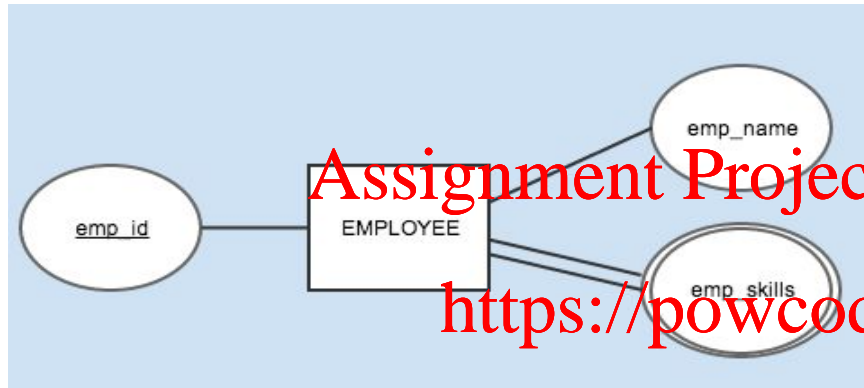 emp_name
Assignment Projec
emp_id
EMPLOYEE
emp_skills
https://powcoc